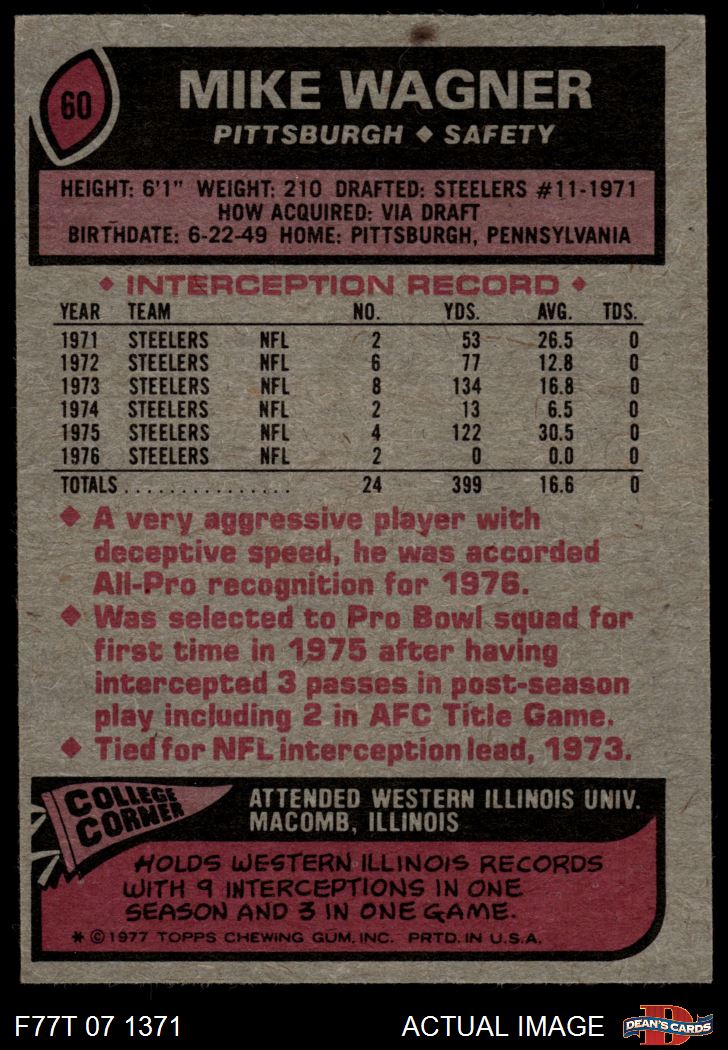 60
MIKE WAGNER
PITTSBURGH ◆ SAFETY
HEIGHT: 6'1" WEIGHT: 210 DRAFTED: STEELERS #11-1971
HOW ACQUIRED: VIA DRAFT
BIRTHDATE: 6-22-49 HOME: PITTSBURGH, PENNSYLVANIA
◆ INTERCEPTION RECORD ◆
YEAR TEAM NO. YDS. AVG. TDS.
1971 STEELERS NFL 2 53 26.5 0
1972 STEELERS NFL 6 77 12.8 0
1973 STEELERS NFL 8 134 16.8 0
1974 STEELERS NFL 2 13 6.5 0
1975 STEELERS NFL 4 122 30.5 0
1976 STEELERS NFL 2 0 0.0 0
TOTALS............... 24 399 16.6 0
◆ A very aggressive player with
deceptive speed, he was accorded
All-Pro recognition for 1976.
◆ Was selected to Pro Bowl squad for
first time in 1975 after having
intercepted 3 passes in post-season
play including 2 in AFC Title Game.
◆ Tied for NFL interception lead, 1973.
COLLEGE
CORNER
ATTENDED WESTERN ILLINOIS UNIV.
MACOMB, ILLINOIS
HOLDS WESTERN ILLINOIS RECORDS
WITH 9 INTERCEPTIONS IN ONE
SEASON AND 3 IN ONE GAME.
* © 1977 TOPPS CHEWING GUM, INC. PRTD. IN U.S.A.
F77T 07 1371 ACTUAL IMAGE
D
DEAN'S CARDS